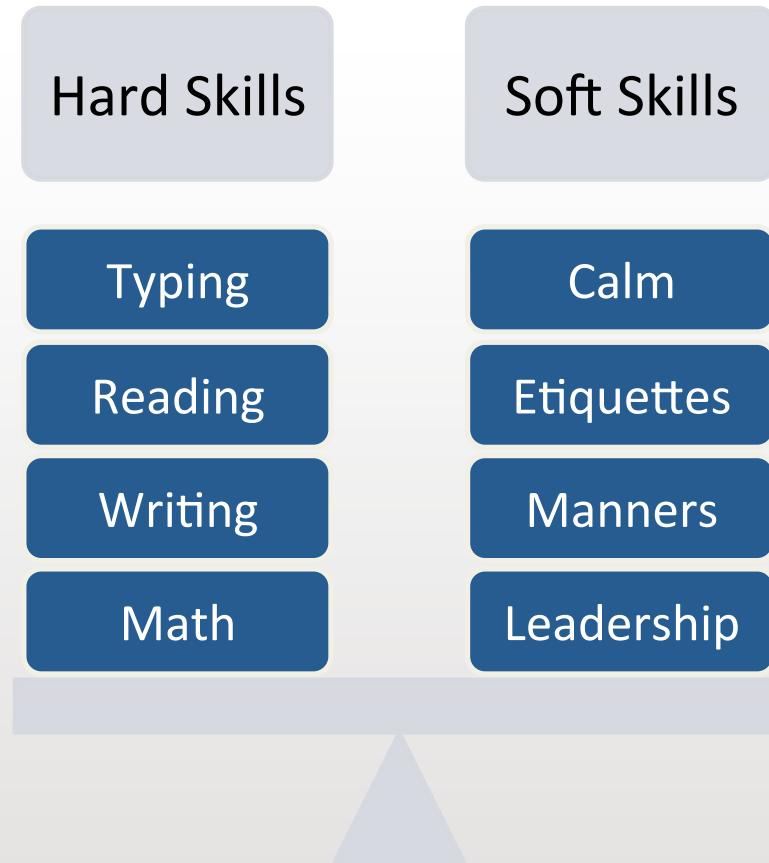 Hard Skills
Typing
Reading
Writing
Math
Soft Skills
Calm
Etiquettes
Manners
Leadership